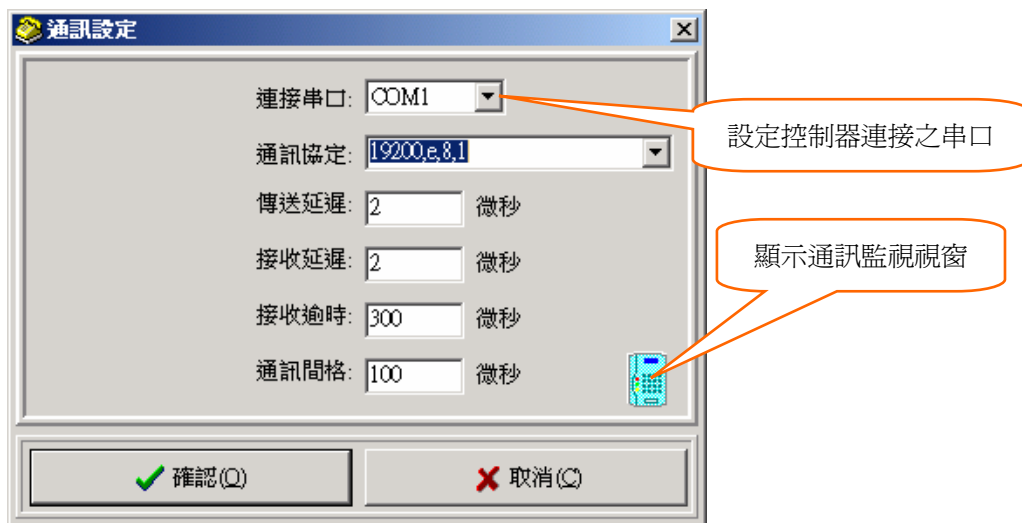 通訊設定
連接串口: COM1
設定控制器連接之串口
通訊協定: 19200,e,8,1
傳送延遲: 2 微秒
顯示通訊監視視窗
接收延遲: 2 微秒
接收逾時: 300 微秒
通訊間格: 100 微秒
確認(O) 取消(C)